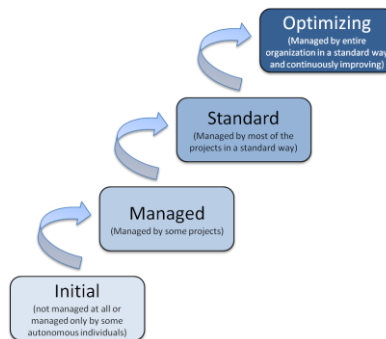 Optimizing
(Managed by entire
organization in a standard way
and continuously improving)
Standard
(Managed by most of the
projects in a standard way)
Managed
(Managed by some projects)
Initial
(not managed at all or
managed only by some
autonomous individuals)